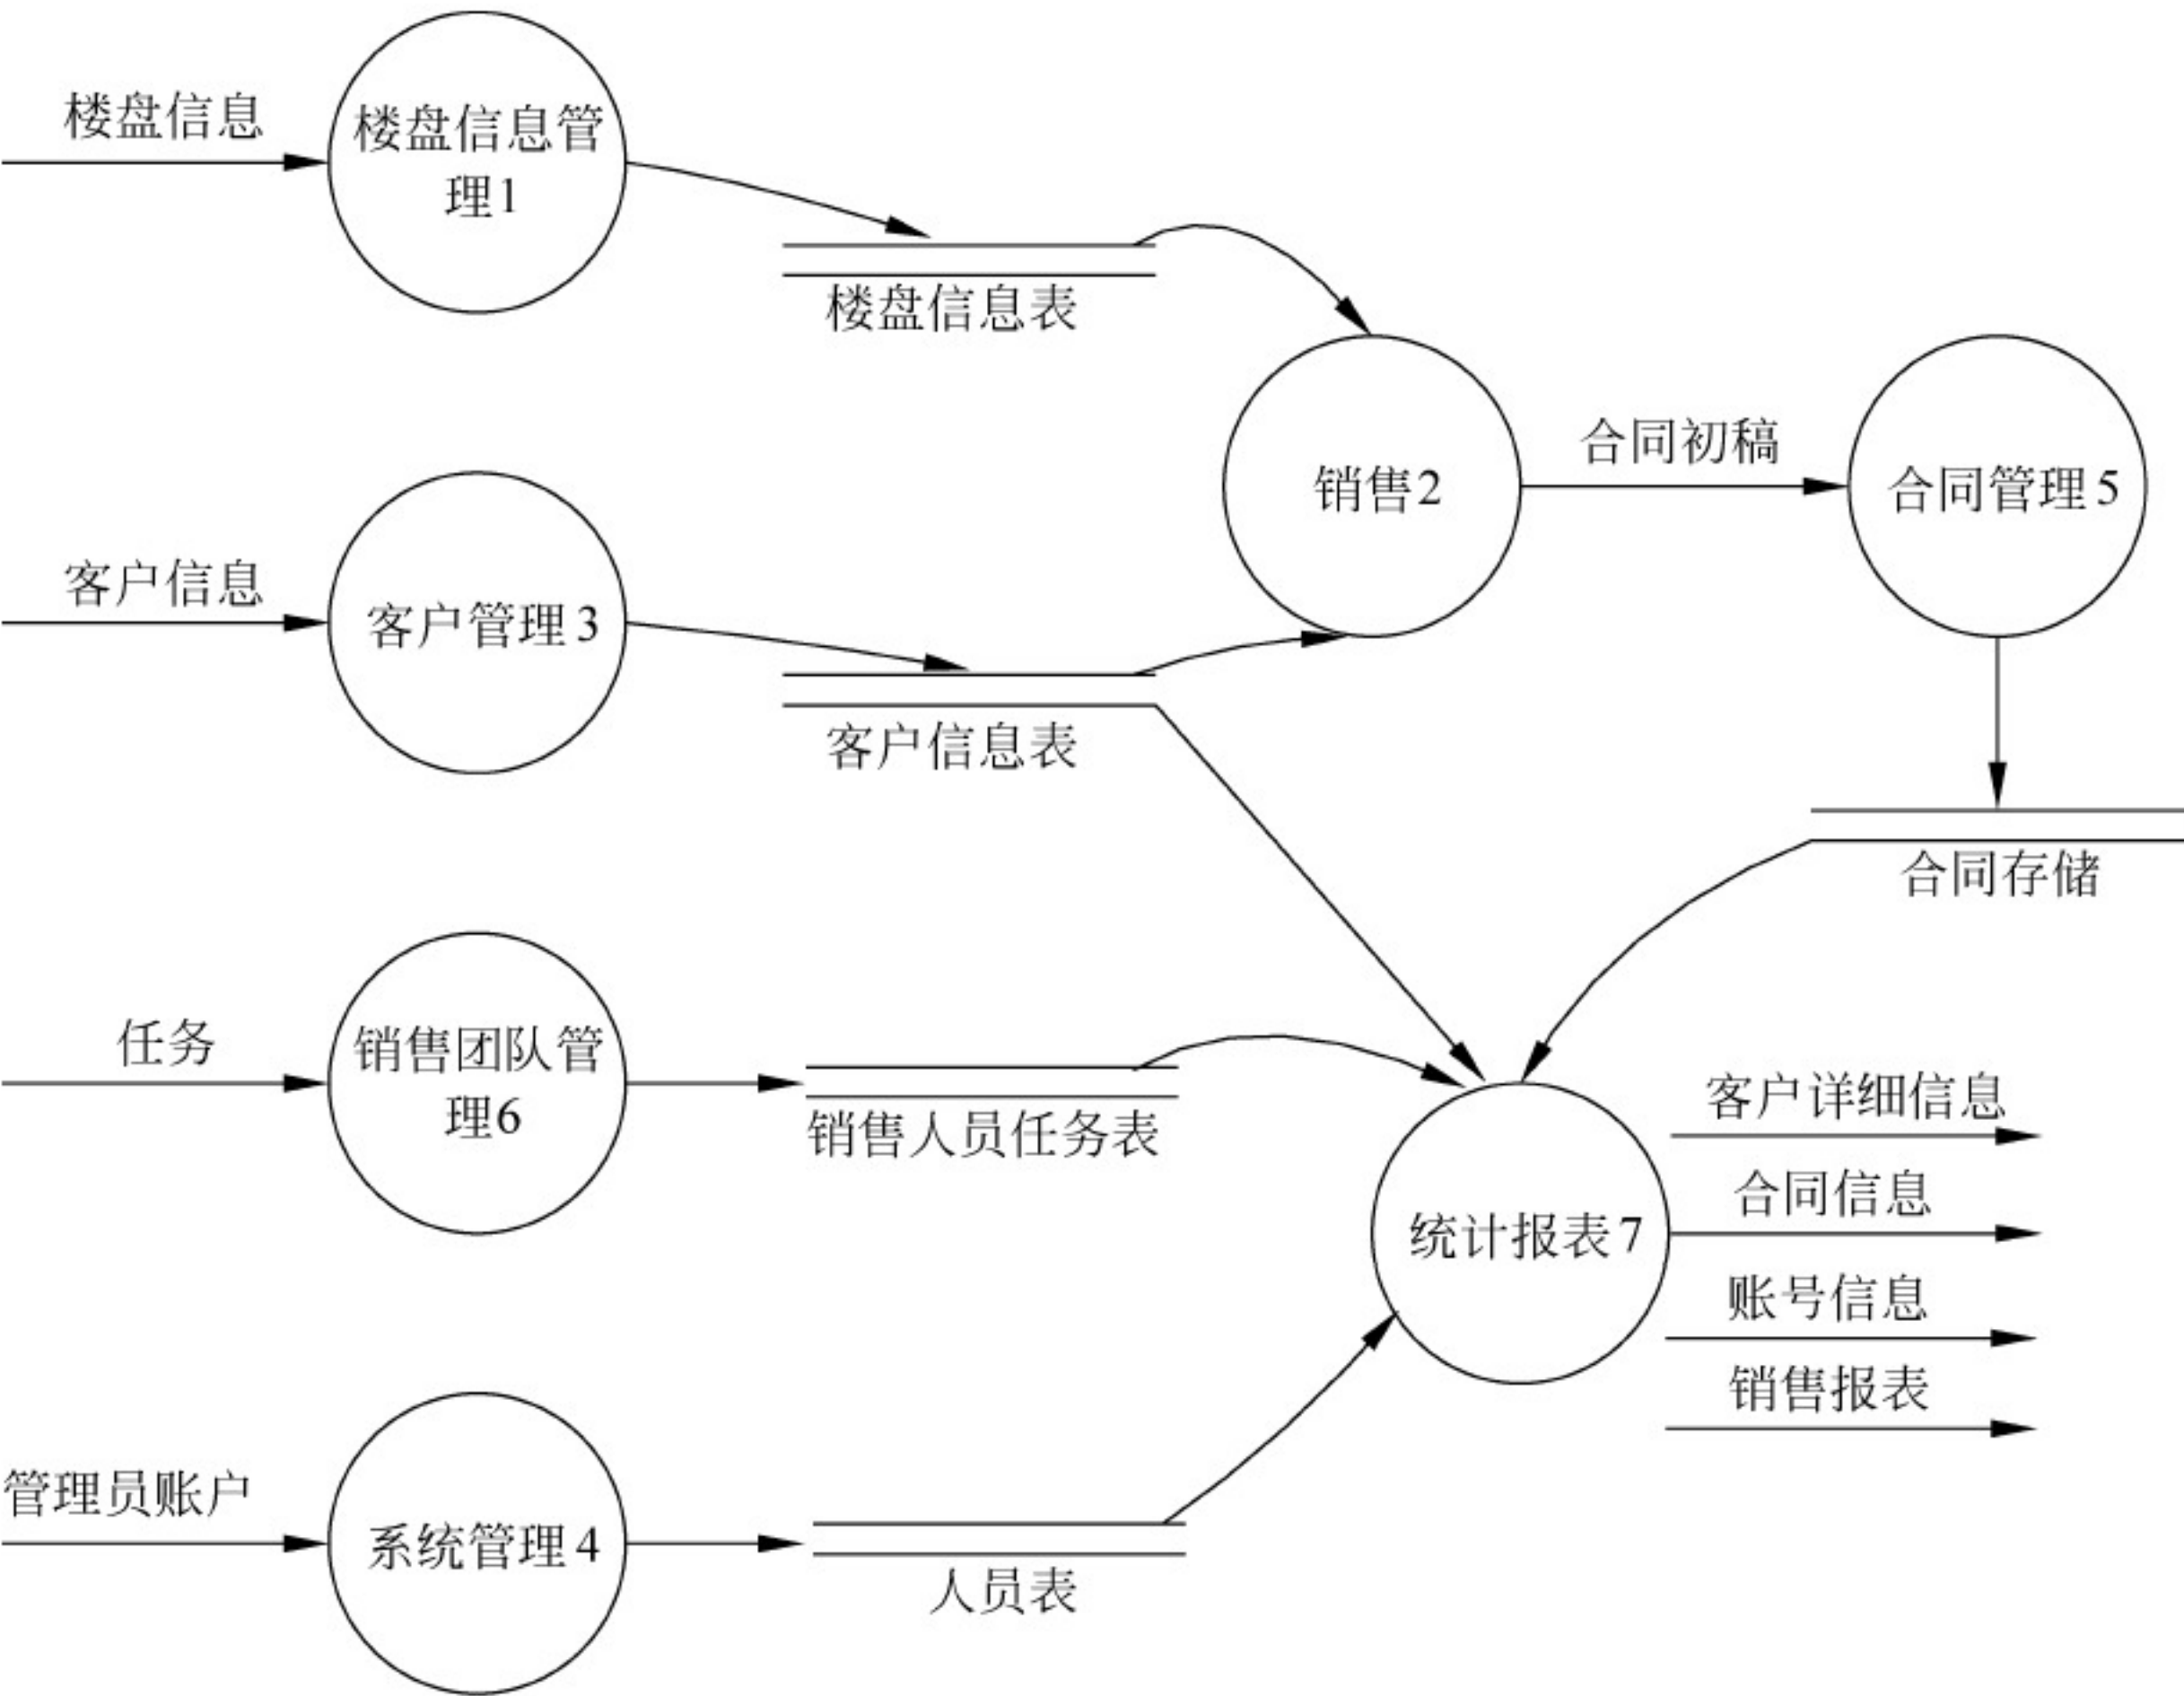 楼盘信息
楼盘信息管
理1
楼盘信息表
销售2
合同初稿
合同管理5
客户信息
客户管理3
客户信息表
合同存储
任务
销售团队管
理6
销售人员任务表
统计报表7
客户详细信息
合同信息
账号信息
销售报表
管理员账户
系统管理4
人员表